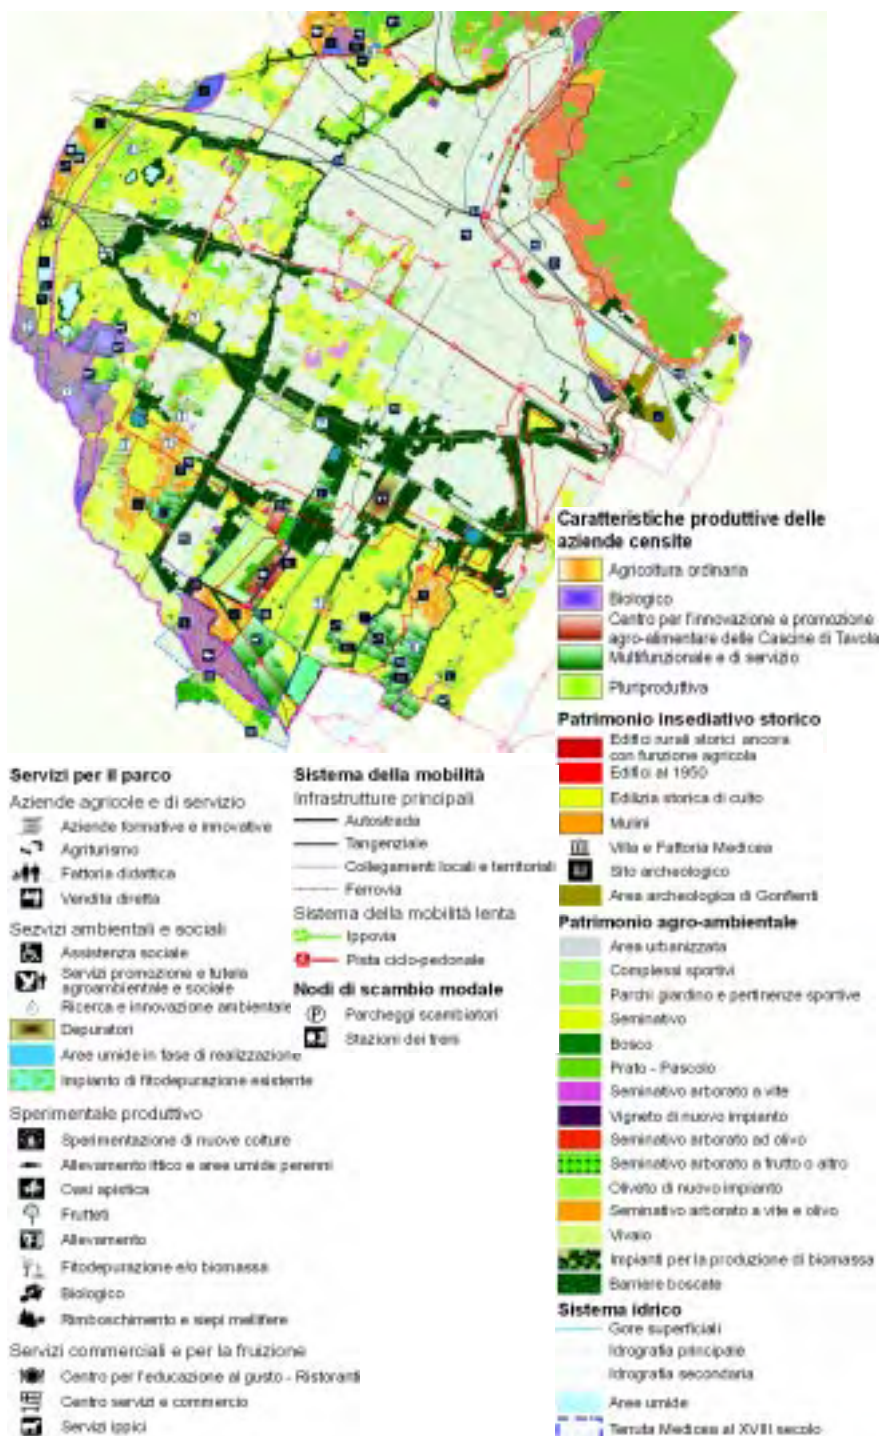 Caratteristiche produttive delle
aziende censite
Agricoltura ordinaria
Biologico
Centro per l'innovazione e promozione
agro-alimentare delle Cascine di Tavola
Multifunzionale e di servizio
Pluriproduttiva
Patrimonio insediativo storico
Edifici rurali storici ancora
con funzione agricola
Edifici al 1950
Edilizia storica di culto
Mulini
Villa e Fattoria Medicea
Sito archeologico
Area archeologica di Gonfienti
Patrimonio agro-ambientale
Area urbanizzata
Complessi sportivi
Parchi giardino e pertinenze sportive
Seminativo
Bosco
Prato - Pascolo
Seminativo arborato a vite
Vigneto di nuovo impianto
Seminativo arborato ad olivo
Seminativo arborato a frutto o altro
Oliveto di nuovo impianto
Seminativo arborato a vite e olivo
Vivaio
Impianti per la produzione di biomassa
Barriere boscate
Sistema idrico
Gore superficiali
Idrografia principale
Idrografia secondaria
Aree umide
Tenuta Medicea al XVIII secolo
Servizi per il parco
Aziende agricole e di servizio
Aziende formative e innovative
Agriturismo
Fattoria didattica
Vendita diretta
Sezvizi ambientali e sociali
Assistenza sociale
Servizi promozione e tutela
agroambientale e sociale
Ricerca e innovazione ambientale
Depuratori
Aree umide in fase di realizzazione
Impianto di fitodepurazione esistente
Sperimentale produttivo
Sperimentazione di nuove colture
Allevamento ittico e aree umide perenni
Oasi apistica
Frutteti
Allevamento
Fitodepurazione e/o biomassa
Biologico
Rimboschimento e siepi mellifere
Servizi commerciali e per la fruizione
Centro per l'educazione al gusto - Ristoranti
Centro servizi e commercio
Servizi ippici
Sistema della mobilità
Infrastrutture principali
Autostrada
Tangenziale
Collegamenti locali e territoriali
Ferrovia
Sistema della mobilità lenta
Ippovia
Pista ciclo-pedonale
Nodi di scambio modale
P Parcheggi scambiatori
Stazioni dei treni